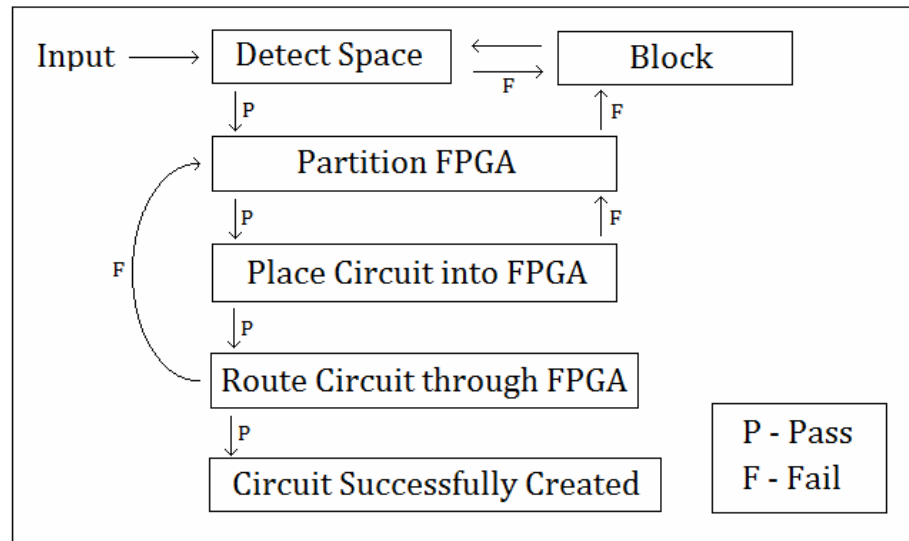 Input
Detect Space
Block
F
P
F
Partition FPGA
P
F
Place Circuit into FPGA
F
P
Route Circuit through FPGA
P
Circuit Successfully Created
P - Pass
F - Fail